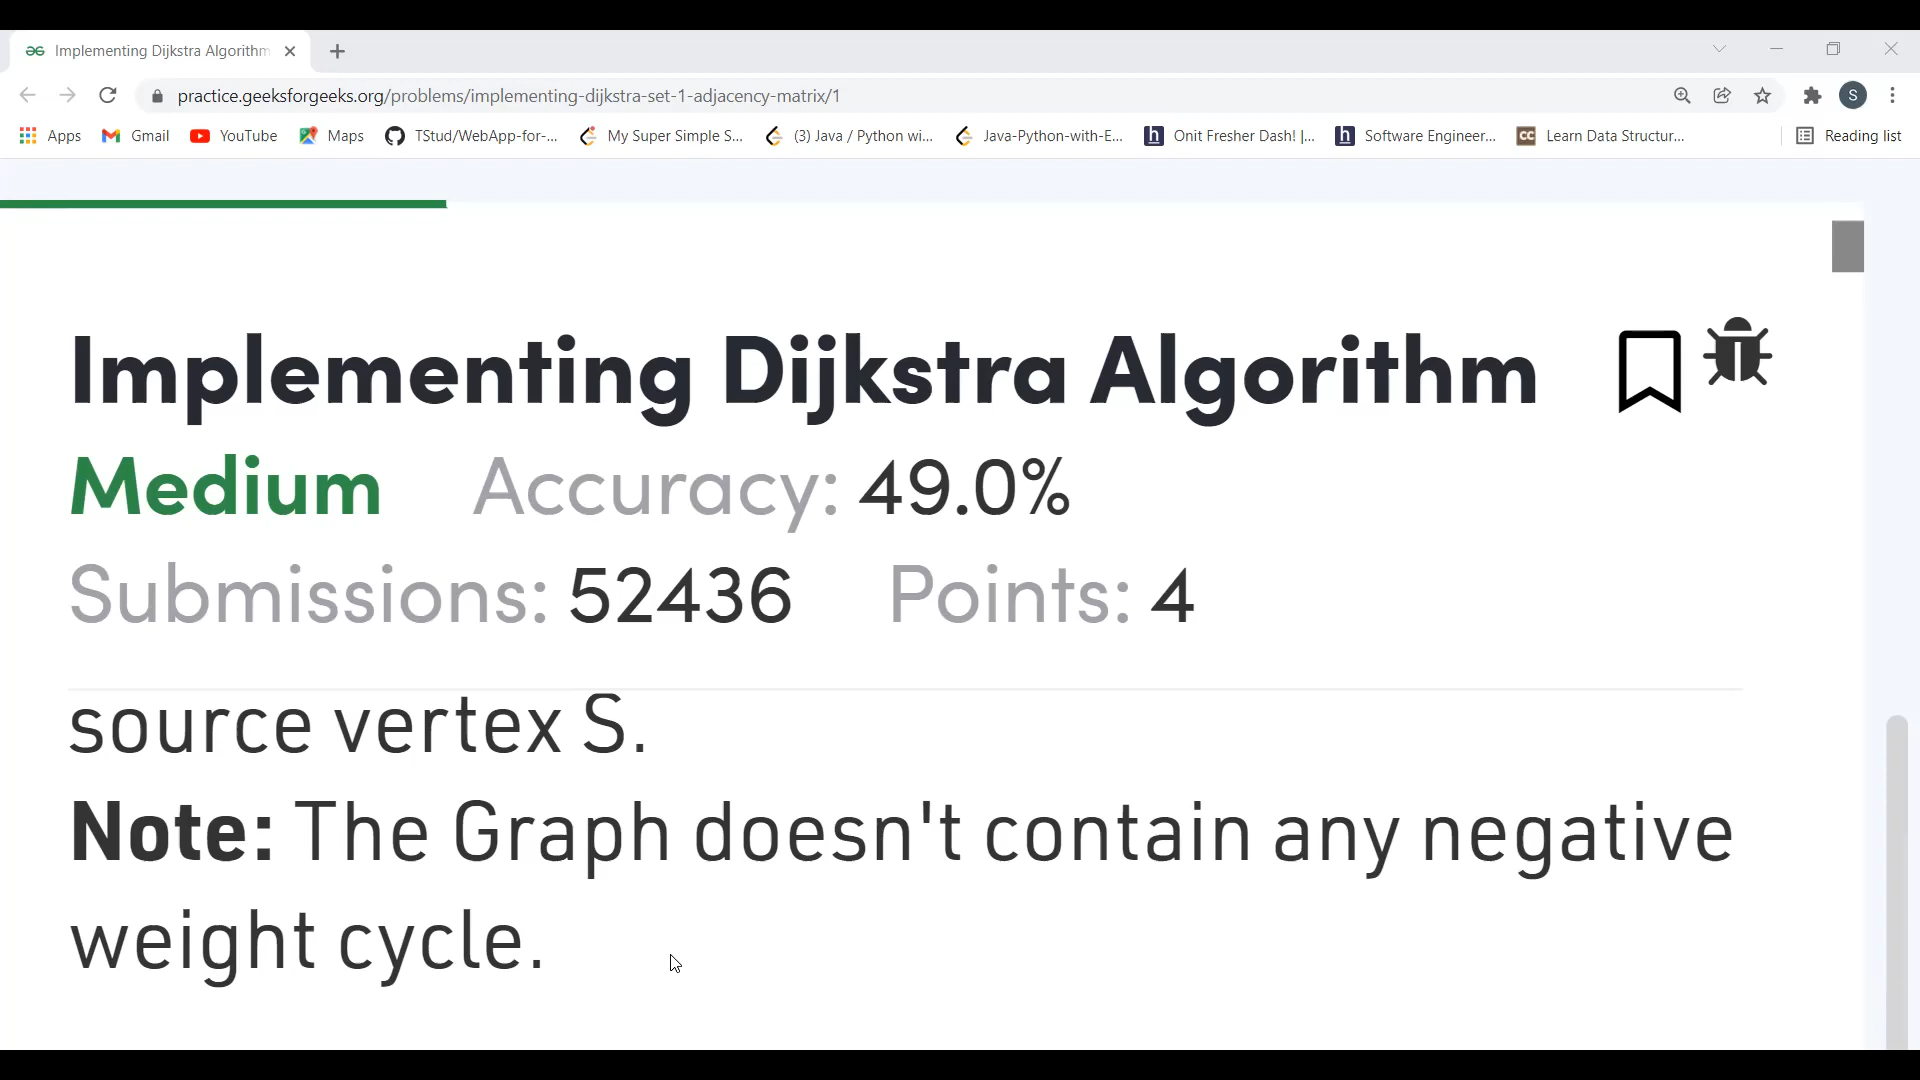 Implementing Dijkstra Algorithm
practice.geeksforgeeks.org/problems/implementing-dijkstra-set-1-adjacency-matrix/1
S
Apps Gmail YouTube Maps TStud/WebApp-for-... My Super Simple S... (3) Java / Python wi... Java-Python-with-E... h Onit Fresher Dash! |... h Software Engineer... CC Learn Data Structur... Reading list
Implementing Dijkstra Algorithm
Medium Accuracy: 49.0%
Submissions: 52436 Points: 4
source vertex S.
Note: The Graph doesn't contain any negative
weight cycle.